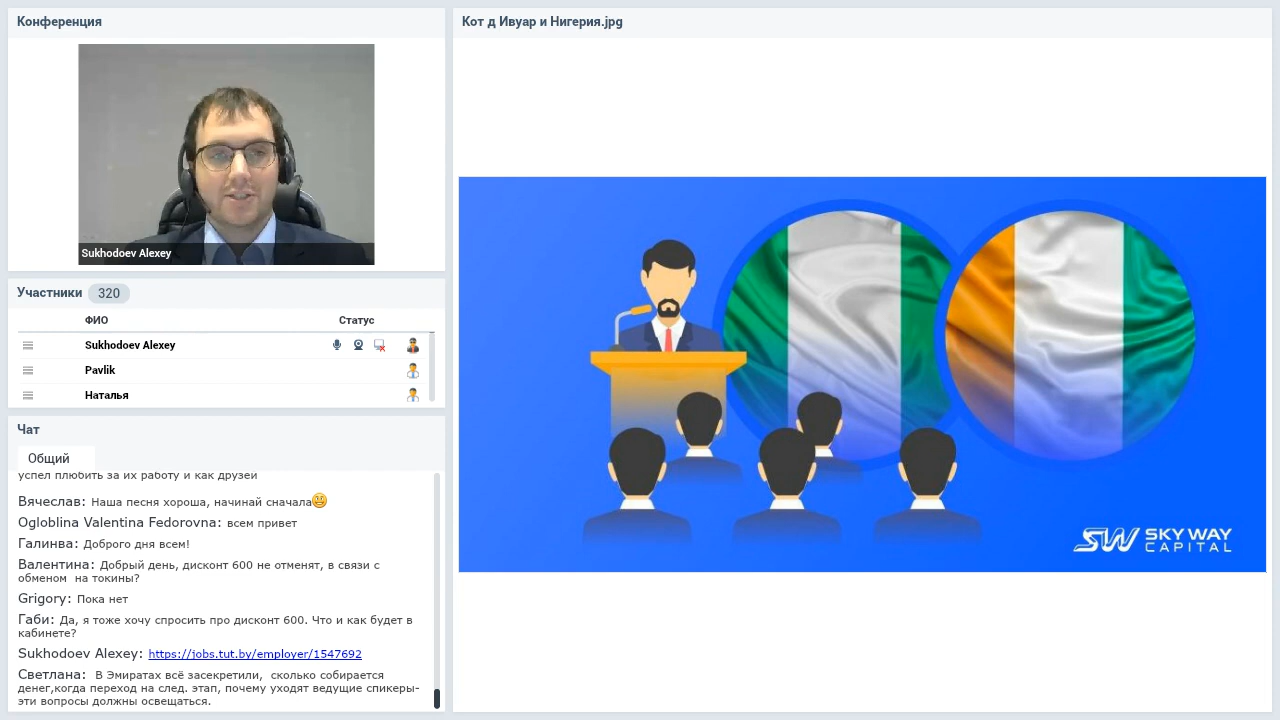 Конференция
Sukhodoev Alexey
Участники 320
ФИО Статус
Sukhodoev Alexey
Pavlik
Наталья
Чат
Общий
успел плюбить за их работу и как друзей
Вячеслав: Наша песня хороша, начинай сначала
Ogloblina Valentina Fedorovna: всем привет
Галинва: Доброго дня всем!
Валентина: Добрый день, дисконт 600 не отменят, в связи с
обменом на токины?
Grigory: Пока нет
Габи: Да, я тоже хочу спросить про дисконт 600. Что и как будет в
кабинете?
Sukhodoev Alexey: https://jobs.tut.by/employer/1547692
Светлана: В Эмиратах всё засекретили, сколько собирается
денег,когда переход на след. этап, почему уходят ведущие спикеры-
эти вопросы должны освещаться.
Кот д Ивуар и Нигерия.jpg
SW SKY WAY
CAPITAL